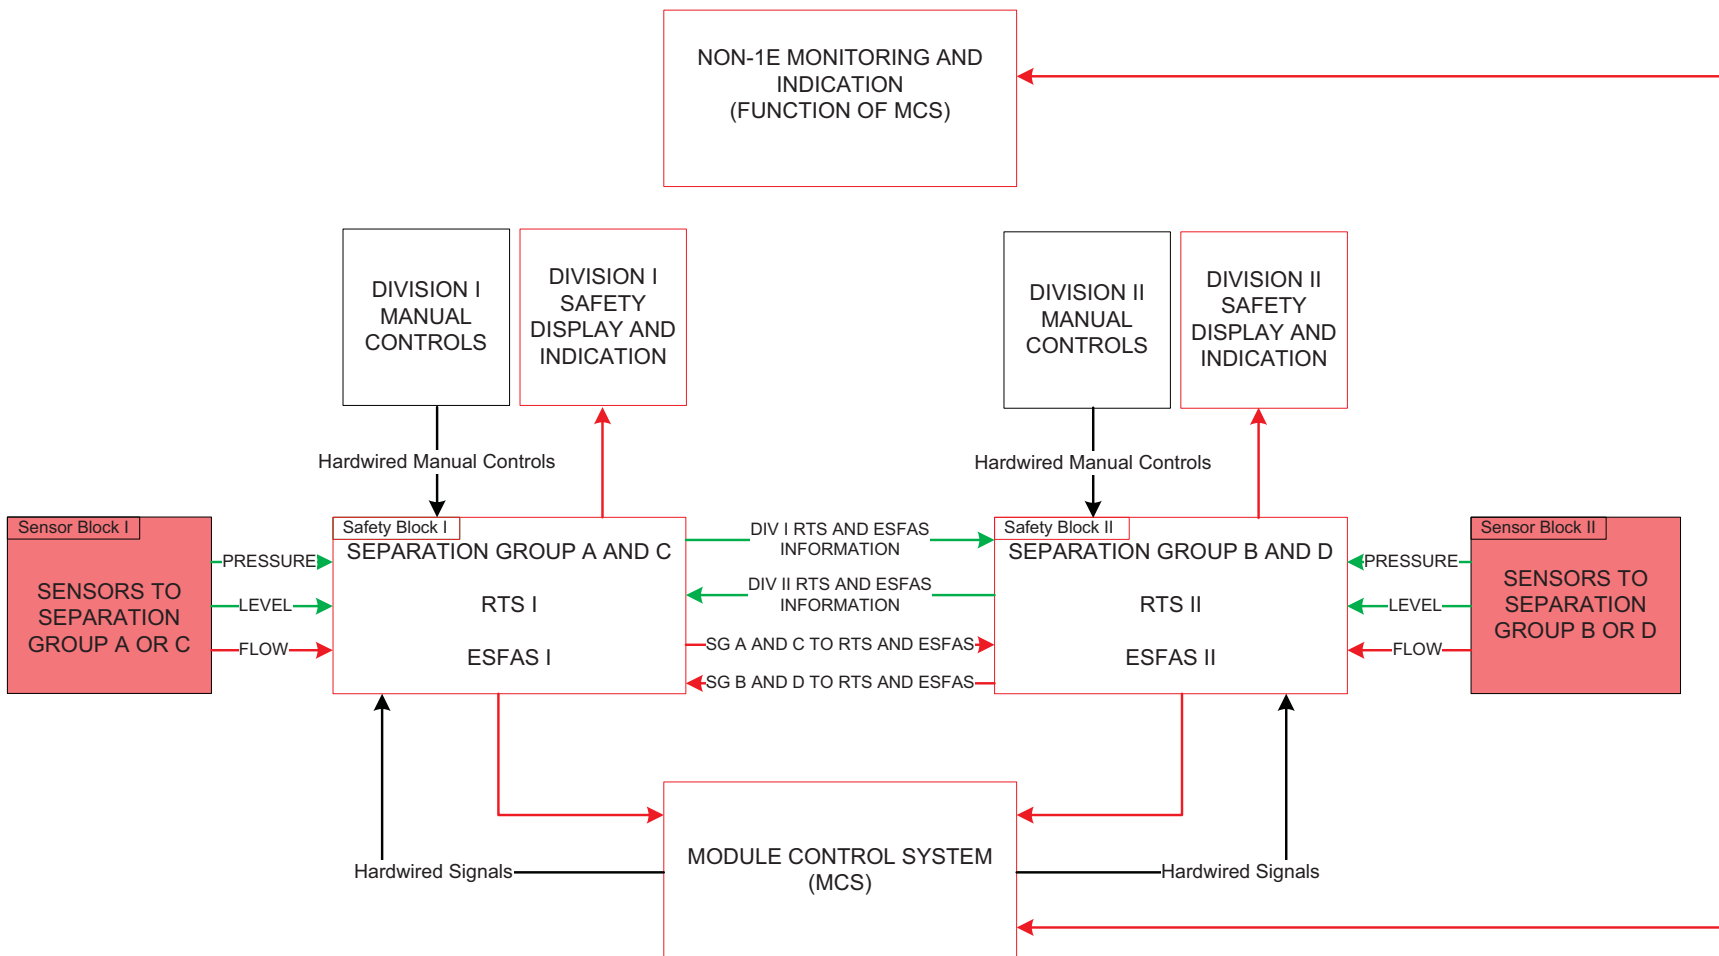 NON-1E MONITORING AND
INDICATION
(FUNCTION OF MCS)
DIVISION I
MANUAL
CONTROLS
DIVISION I
SAFETY
DISPLAY AND
INDICATION
DIVISION II
MANUAL
CONTROLS
DIVISION II
SAFETY
DISPLAY AND
INDICATION
Hardwired Manual Controls
Hardwired Manual Controls
Sensor Block I
SENSORS TO
SEPARATION
GROUP A OR C
PRESSURE
LEVEL
FLOW
Safety Block I
SEPARATION GROUP A AND C
RTS I
ESFAS I
DIV I RTS AND ESFAS
INFORMATION
DIV II RTS AND ESFAS
INFORMATION
SG A AND C TO RTS AND ESFAS
SG B AND D TO RTS AND ESFAS
Safety Block II
SEPARATION GROUP B AND D
RTS II
ESFAS II
PRESSURE
LEVEL
FLOW
Sensor Block II
SENSORS TO
SEPARATION
GROUP B OR D
Hardwired Signals
MODULE CONTROL SYSTEM
(MCS)
Hardwired Signals